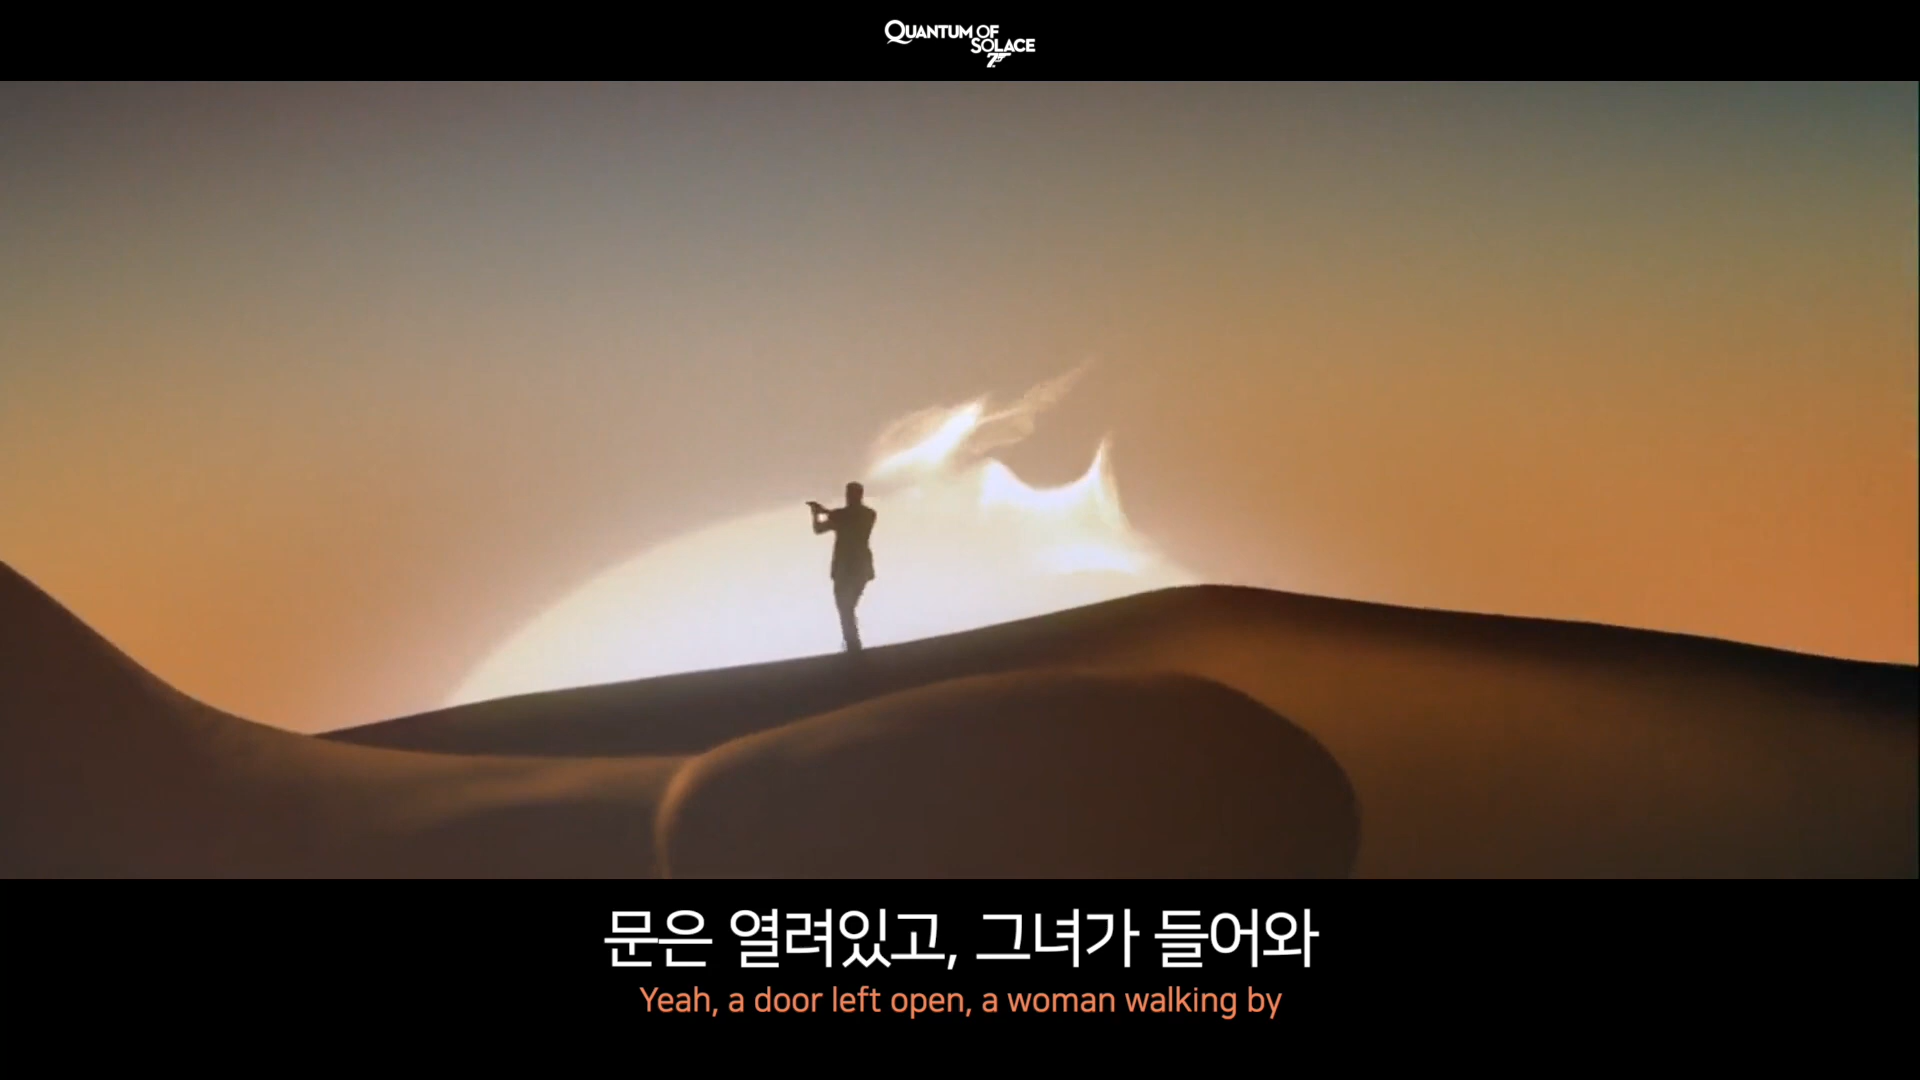 QUANTUM OF
SOLACE
7
문은 열려있고, 그녀가 들어와
Yeah, a door left open, a woman walking by